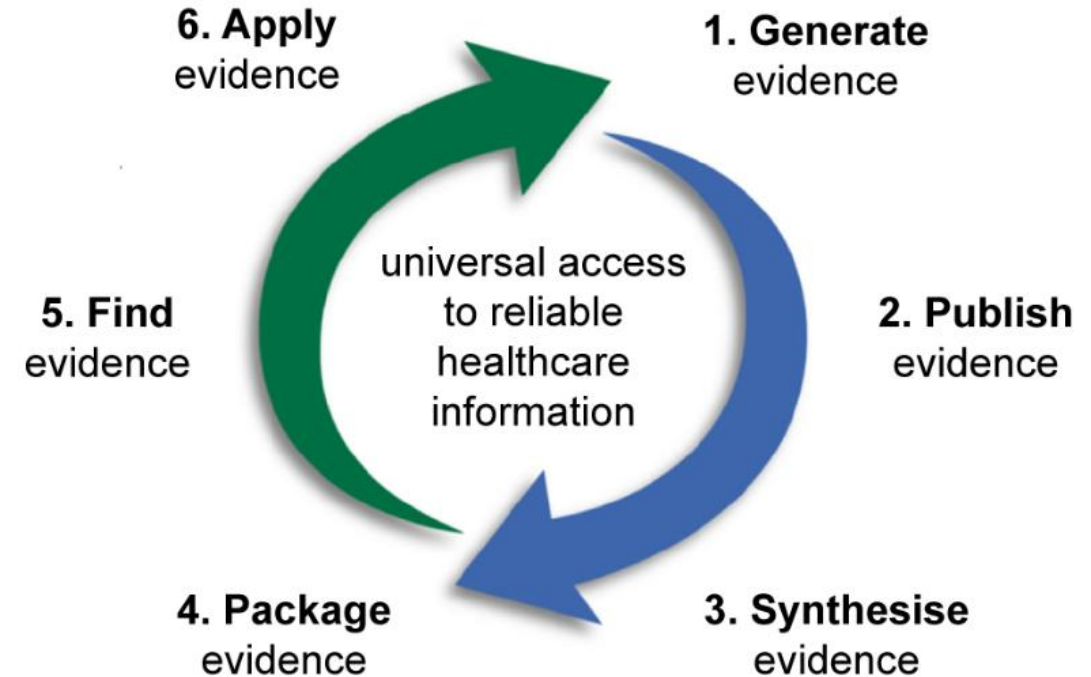 1. Generate
evidence
2. Publish
evidence
3. Synthesise
evidence
4. Package
evidence
5. Find
evidence
6. Apply
evidence
universal access
to reliable
healthcare
information